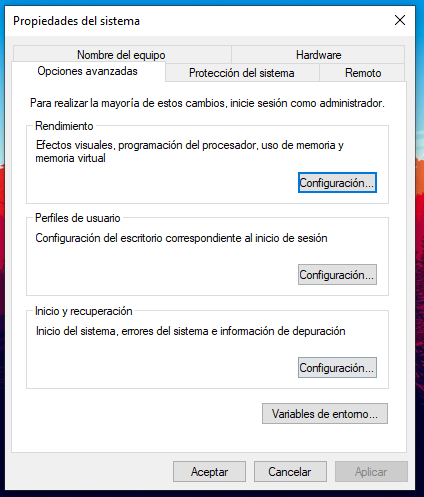 Propiedades del sistema
Nombre del equipo
Hardware
Opciones avanzadas
Protección del sistema
Remoto
Para realizar la mayoría de estos cambios, inicie sesión como administrador.
Rendimiento
Efectos visuales, programación del procesador, uso de memoria y
memoria virtual
Configuración...
Perfiles de usuario
Configuración del escritorio correspondiente al inicio de sesión
Configuración...
Inicio y recuperación
Inicio del sistema, errores del sistema e información de depuración
Configuración...
Variables de entorno...
Aceptar
Cancelar
Aplicar